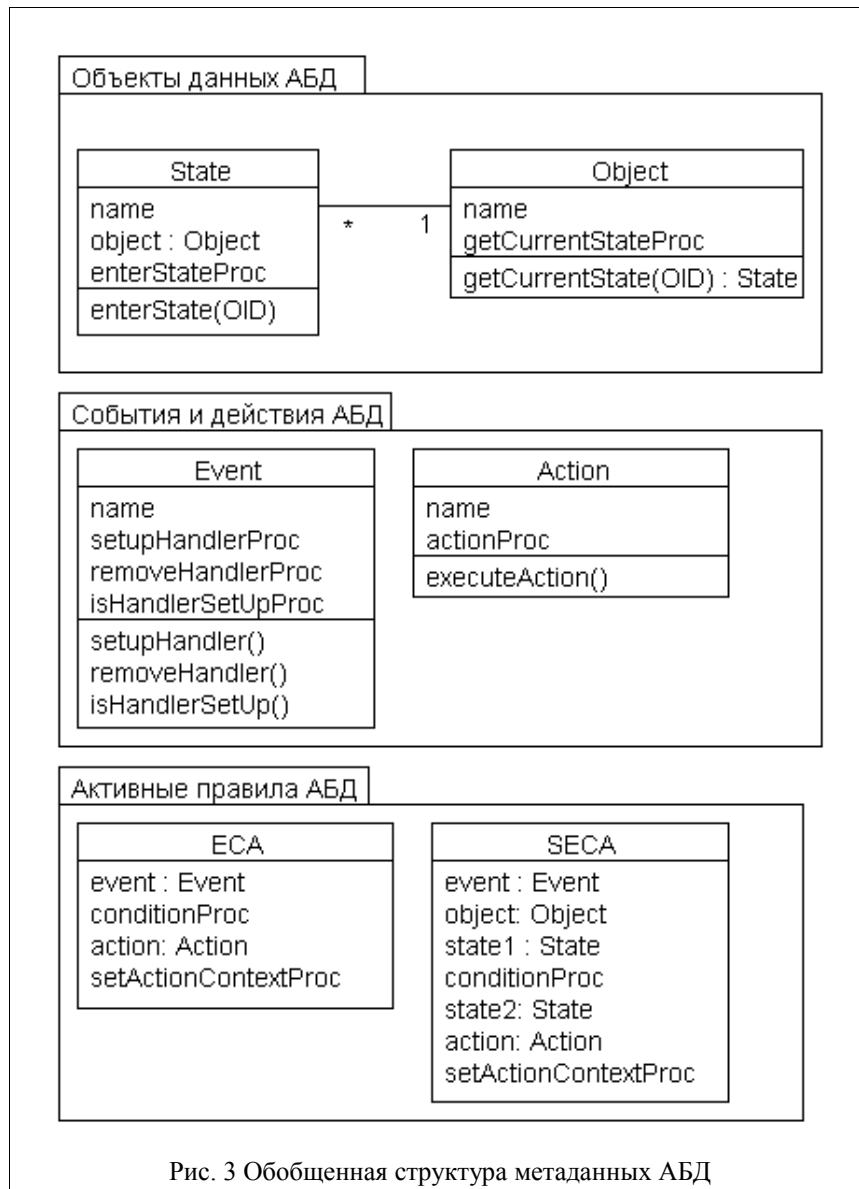 Объекты данных АБД
State
name
object : Object
enterStateProc
enterState(OID)
*
1
Object
name
getCurrentStateProc
getCurrentState(OID) : State
События и действия АБД
Event
name
setupHandlerProc
removeHandlerProc
isHandlerSetUpProc
setupHandler()
removeHandler()
isHandlerSetUp()
Action
name
actionProc
executeAction()
Активные правила АБД
ECA
event : Event
conditionProc
action: Action
setActionContextProc
SECA
event : Event
object: Object
state1 : State
conditionProc
state2: State
action: Action
setActionContextProc
Рис. 3 Обобщенная структура метаданных АБД